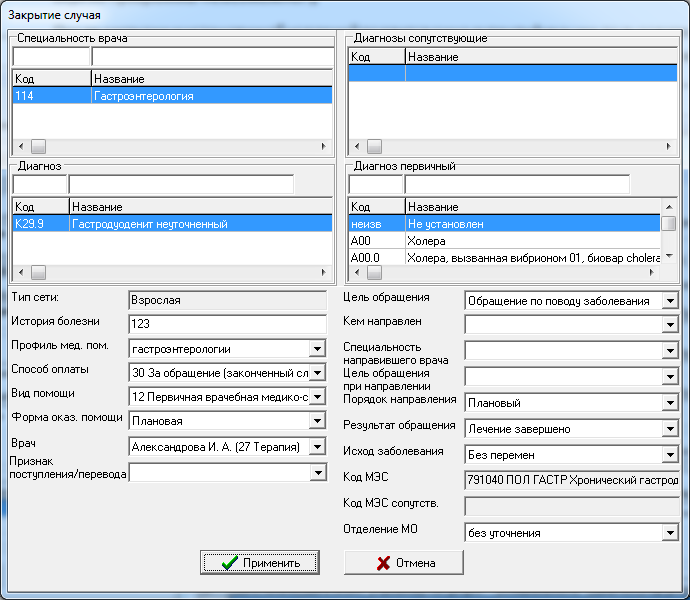 Закрытие случая
Специальность врача
Код Название
114 Гастроэнтерология
Диагнозы сопутствующие
Код Название
Диагноз
Код Название
K29.9 Гастродуоденит неуточненный
Диагноз первичный
Код Название
неизв Не установлен
A00 Холера
A00.0 Холера, вызванная вибрионом 01, биовар cholera
Тип сети: Взрослая
История болезни 123
Профиль мед. пом. гастроэнтерологии
Способ оплаты 30 За обращение (законченный сл
Вид помощи 12 Первичная врачебная медико-с
Форма оказ. помощи Плановая
Врач Александрова И. А. (27 Терапия)
Признак
поступления/перевода
Цель обращения Обращение по поводу заболевания
Кем направлен
Специальность
направившего врача
Цель обращения
при направлении
Порядок направления Плановый
Результат обращения Лечение завершено
Исход заболевания Без перемен
Код МЭС 791040 ПОЛ ГАСТР Хронический гастрод
Код МЭС сопутств.
Отделение МО без уточнения
Применить
Отмена